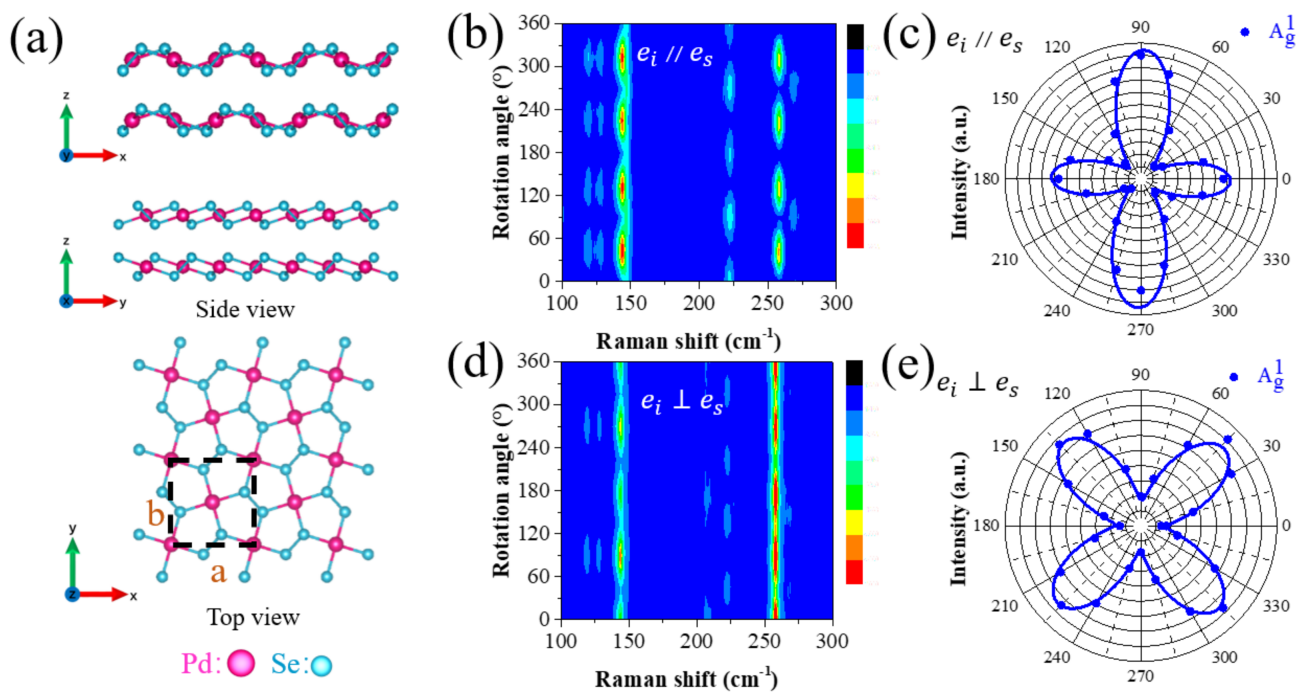 (a)
z
y
x
z
x
y
Side view
y
z
x
b
a
Top view
Pd: Se:
(b)
e_i // e_s
Rotation angle (°)
360
300
240
180
120
60
0
100 150 200 250 300
Raman shift (cm⁻¹)
(c)
e_i // e_s
A_g^1
Intensity (a.u.)
90
120 60
150 30
180 0
210 330
240 300
270
(d)
e_i ⊥ e_s
Rotation angle (°)
360
300
240
180
120
60
0
100 150 200 250 300
Raman shift (cm⁻¹)
(e)
e_i ⊥ e_s
A_g^1
Intensity (a.u.)
90
120 60
150 30
180 0
210 330
240 300
270